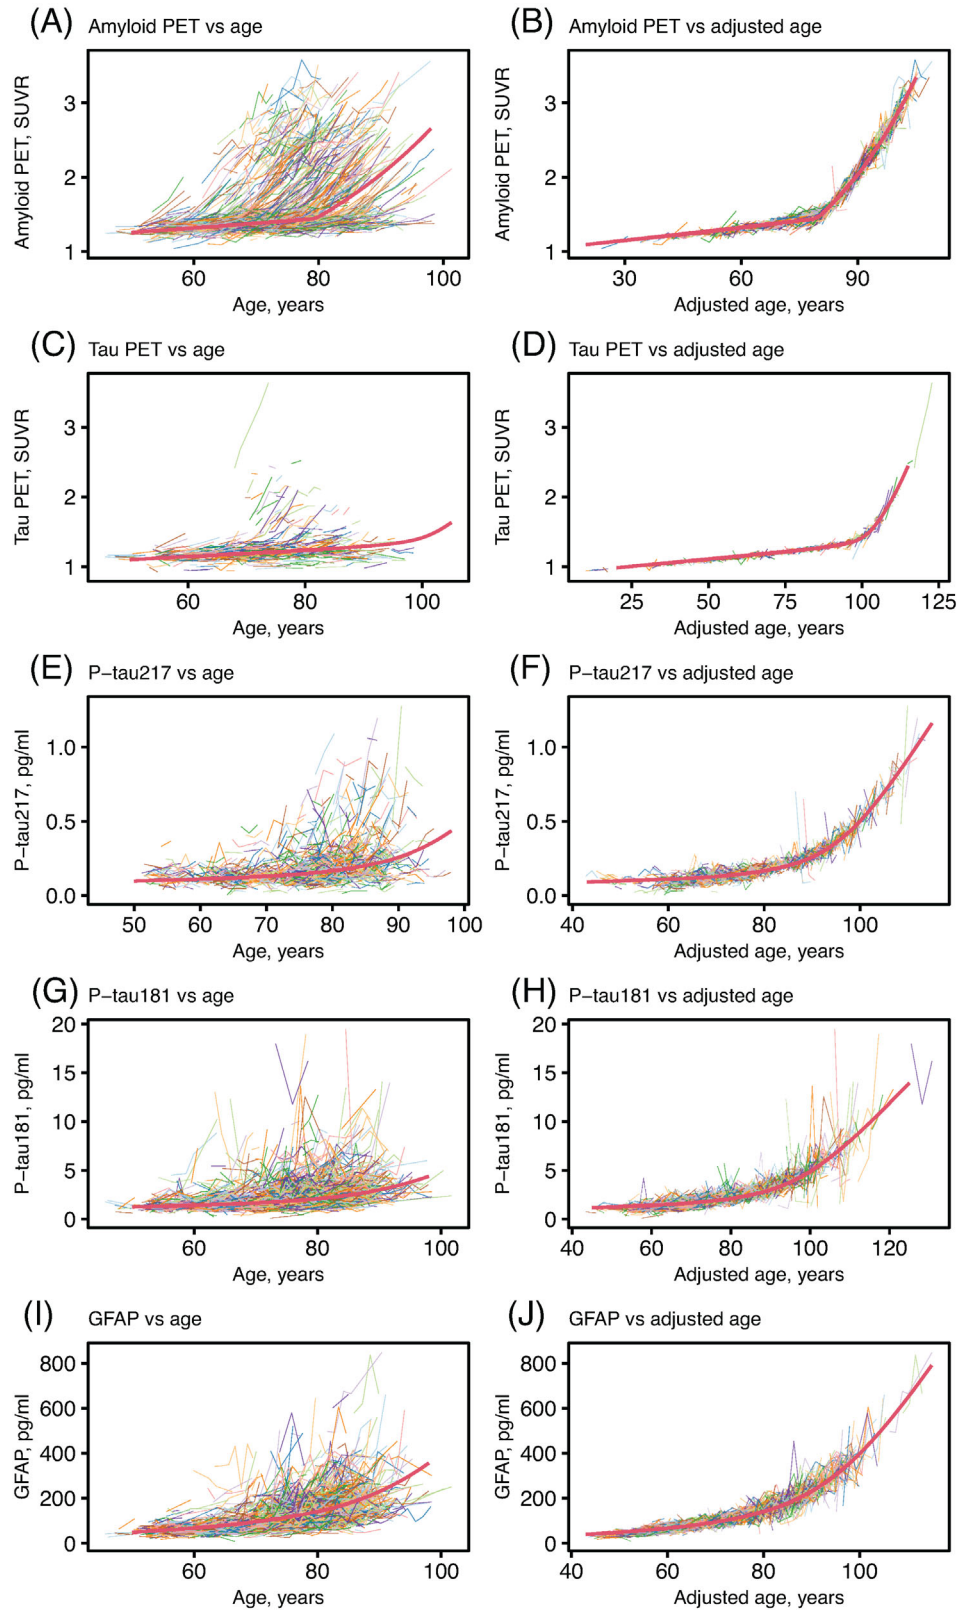 (A) Amyloid PET vs age
Amyloid PET, SUVR
3
2
1
60 80 100
Age, years
(B) Amyloid PET vs adjusted age
Amyloid PET, SUVR
3
2
1
30 60 90
Adjusted age, years
(C) Tau PET vs age
Tau PET, SUVR
3
2
1
60 80 100
Age, years
(D) Tau PET vs adjusted age
Tau PET, SUVR
3
2
1
25 50 75 100 125
Adjusted age, years
(E) P−tau217 vs age
P−tau217, pg/ml
1.0
0.5
0.0
50 60 70 80 90 100
Age, years
(F) P−tau217 vs adjusted age
P−tau217, pg/ml
1.0
0.5
0.0
40 60 80 100
Adjusted age, years
(G) P−tau181 vs age
P−tau181, pg/ml
20
15
10
5
0
60 80 100
Age, years
(H) P−tau181 vs adjusted age
P−tau181, pg/ml
20
15
10
5
0
40 60 80 100 120
Adjusted age, years
(I) GFAP vs age
GFAP, pg/ml
800
600
400
200
0
60 80 100
Age, years
(J) GFAP vs adjusted age
GFAP, pg/ml
800
600
400
200
0
40 60 80 100
Adjusted age, years